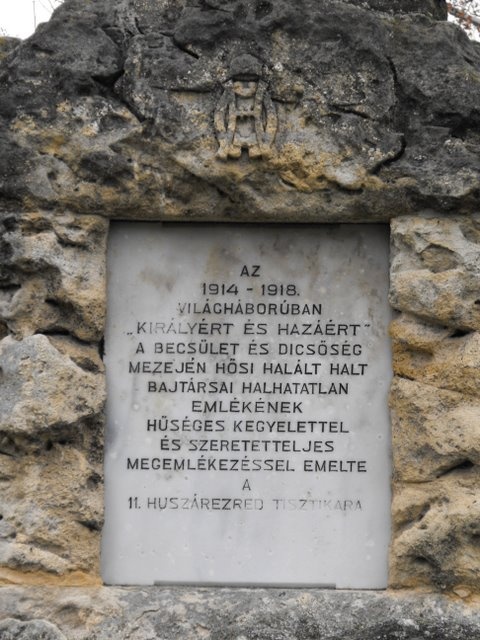 AZ
1914 - 1918.
VILÁGHÁBORÚBAN
„KIRÁLYÉRT ÉS HAZÁÉRT"
A BECSÜLET ÉS DICSŐSÉG
MEZEJÉN HŐSI HALÁLT HALT
BAJTÁRSAI HALHATATLAN
EMLÉKÉNEK
HŰSÉGES KEGYELETTEL
ÉS SZERETETTELJES
MEGEMLÉKEZÉSSEL EMELTE
A
11. HUSZÁREZRED TISZTIKARA